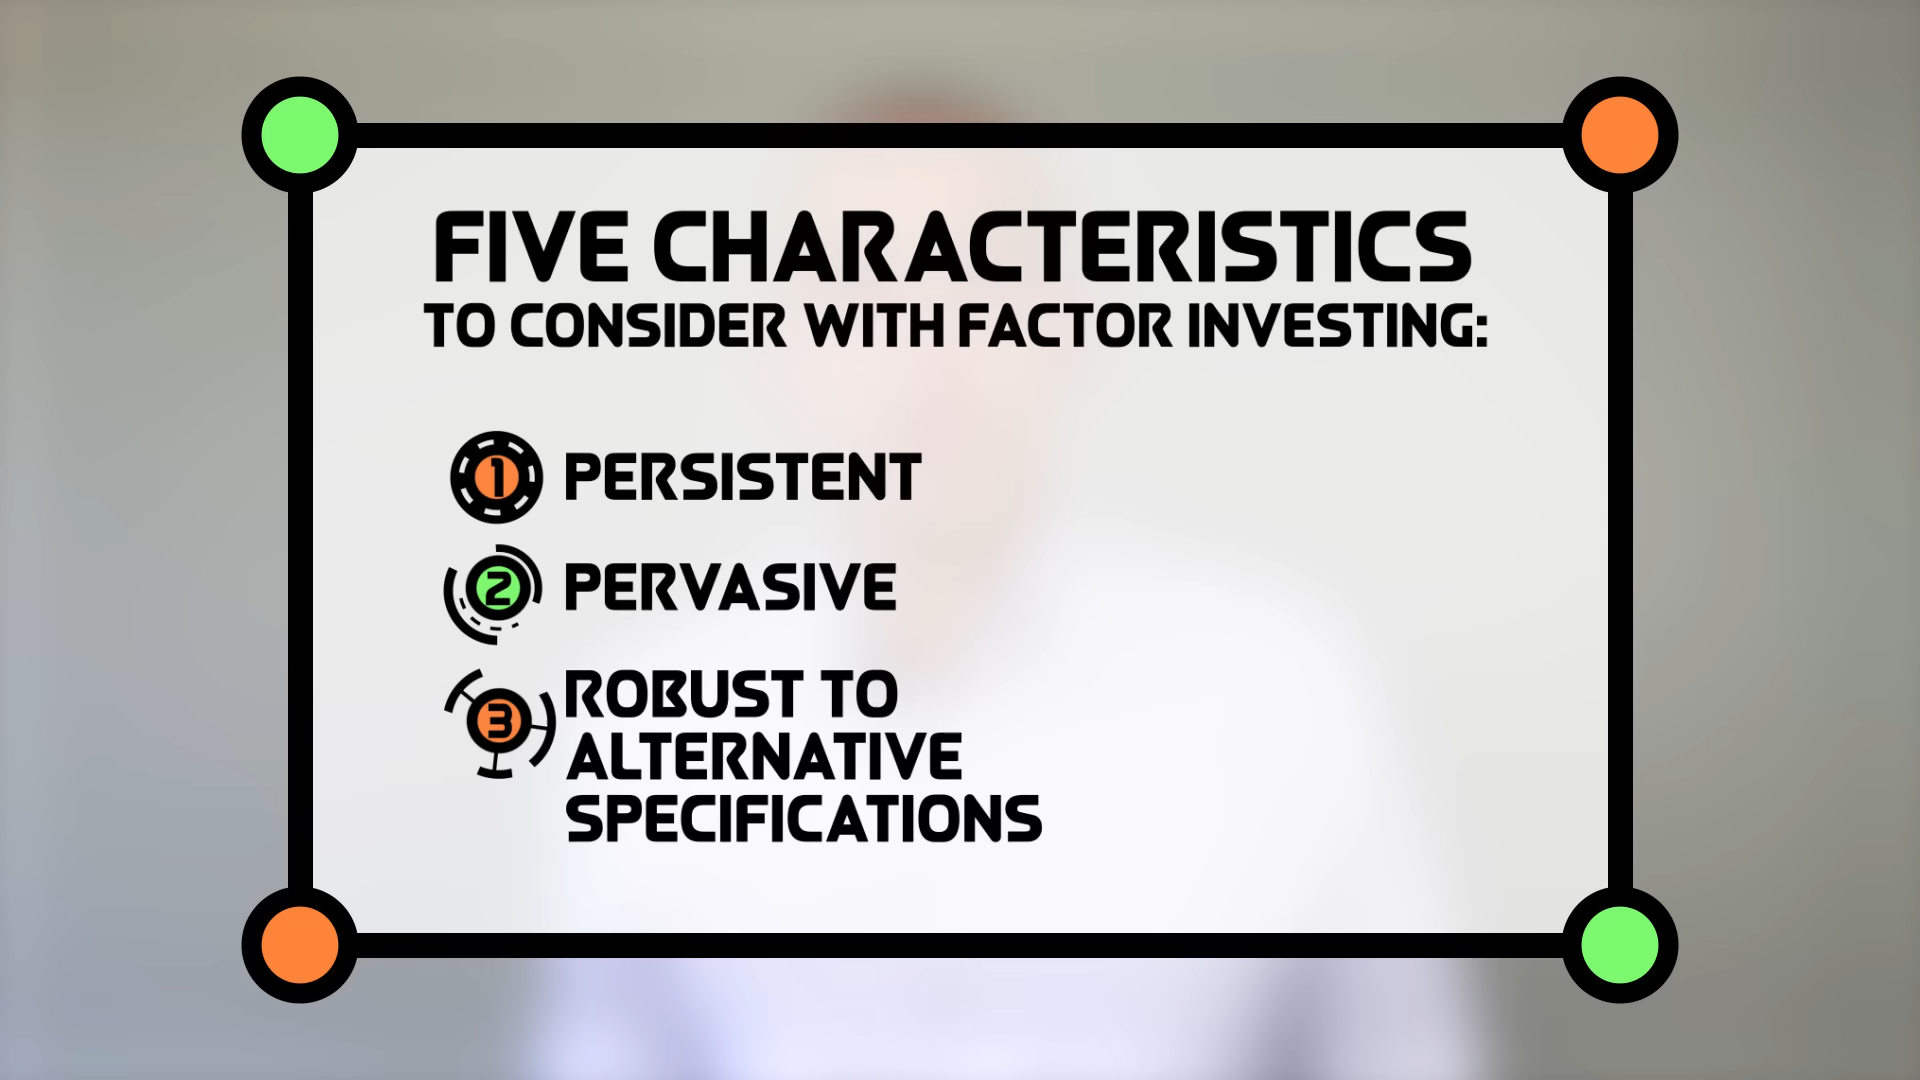 FIVE CHARACTERISTICS
TO CONSIDER WITH FACTOR INVESTING:
1 PERSISTENT
2 PERVASIVE
3 ROBUST TO
ALTERNATIVE
SPECIFICATIONS